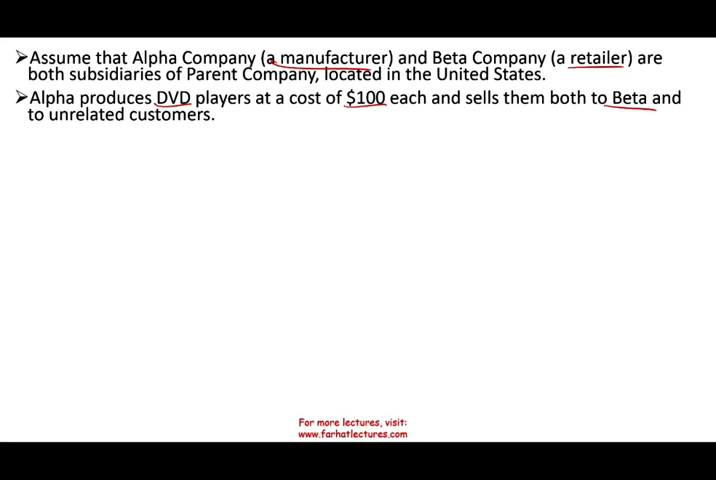 ➢Assume that Alpha Company (a manufacturer) and Beta Company (a retailer) are
both subsidiaries of Parent Company, located in the United States.
➢Alpha produces DVD players at a cost of $100 each and sells them both to Beta and
to unrelated customers.
For more lectures, visit:
www.farhatlectures.com